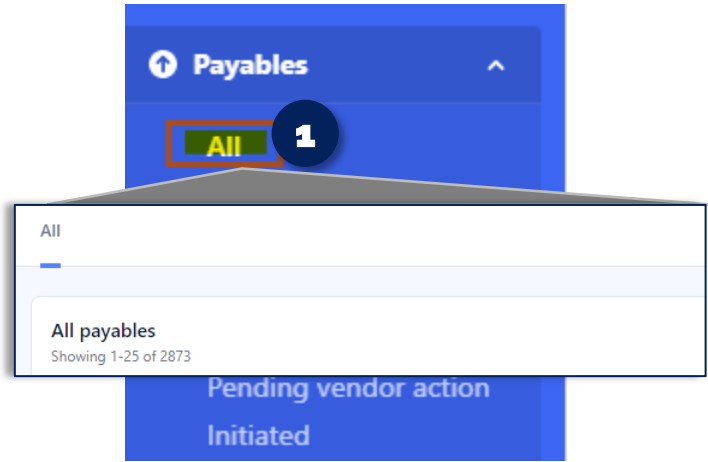 Payables
All
1
All
All payables
Showing 1-25 of 2873
Pending vendor action
Initiated